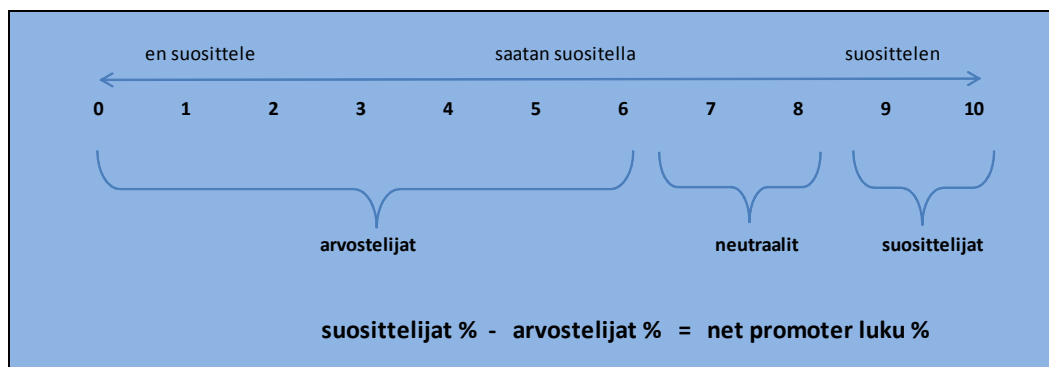 en suosittele saatan suositella suosittelen
0 1 2 3 4 5 6 7 8 9 10
arvostelijat neutraalit suosittelijat
suosittelijat % - arvostelijat % = net promoter luku %